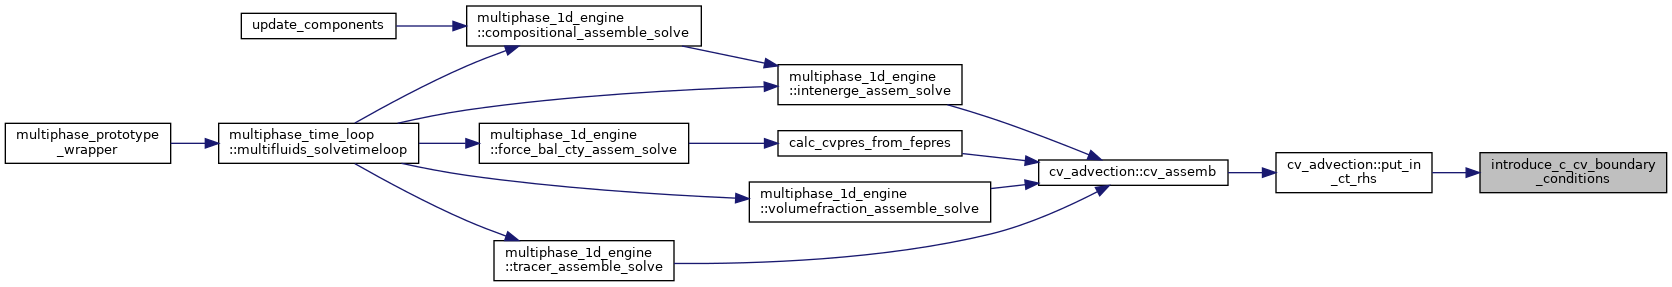 update_components
multiphase_1d_engine
::compositional_assemble_solve
multiphase_1d_engine
::intenerge_assem_solve
multiphase_prototype
_wrapper
multiphase_time_loop
::multifluids_solvetimeloop
multiphase_1d_engine
::force_bal_cty_assem_solve
calc_cvpres_from_fepres
cv_advection::cv_assemb
cv_advection::put_in
_ct_rhs
introduce_c_cv_boundary
_conditions
multiphase_1d_engine
::volumefraction_assemble_solve
multiphase_1d_engine
::tracer_assemble_solve